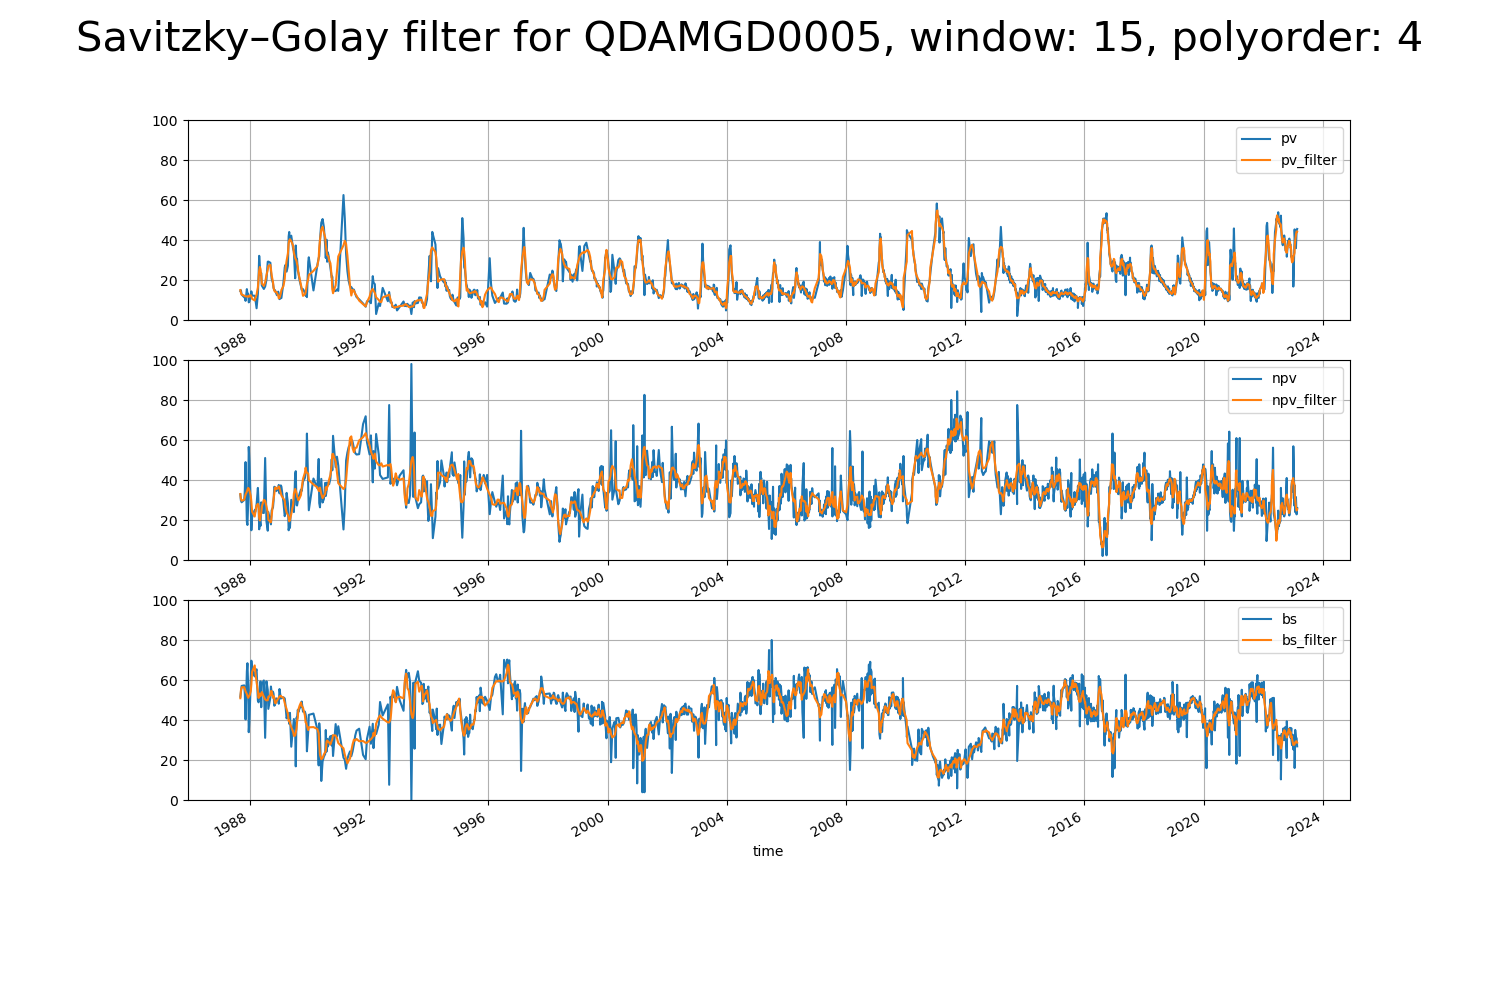 Savitzky–Golay filter for QDAMGD0005, window: 15, polyorder: 4
100
80
60
40
20
0
pv
pv_filter
1988 1992 1996 2000 2004 2008 2012 2016 2020 2024
100
80
60
40
20
0
npv
npv_filter
1988 1992 1996 2000 2004 2008 2012 2016 2020 2024
100
80
60
40
20
0
bs
bs_filter
1988 1992 1996 2000 2004 2008 2012 2016 2020 2024
time